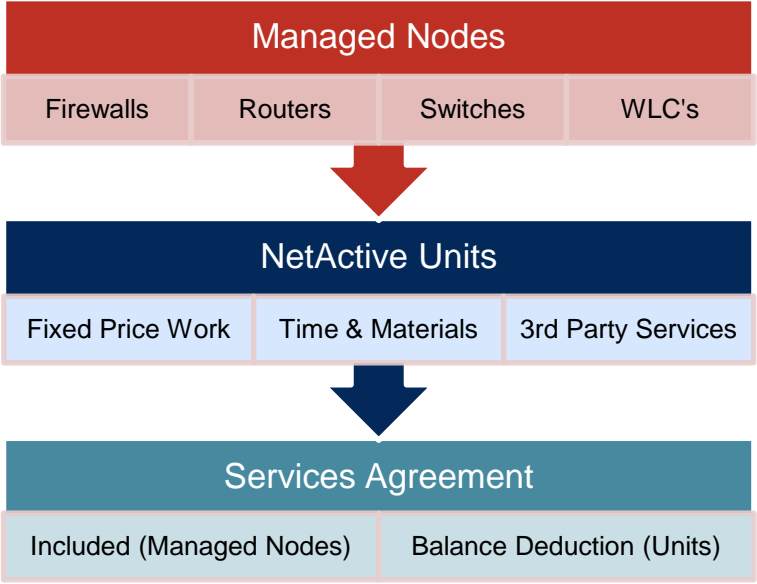 Managed Nodes
Firewalls Routers Switches WLC's
NetActive Units
Fixed Price Work Time & Materials 3rd Party Services
Services Agreement
Included (Managed Nodes) Balance Deduction (Units)